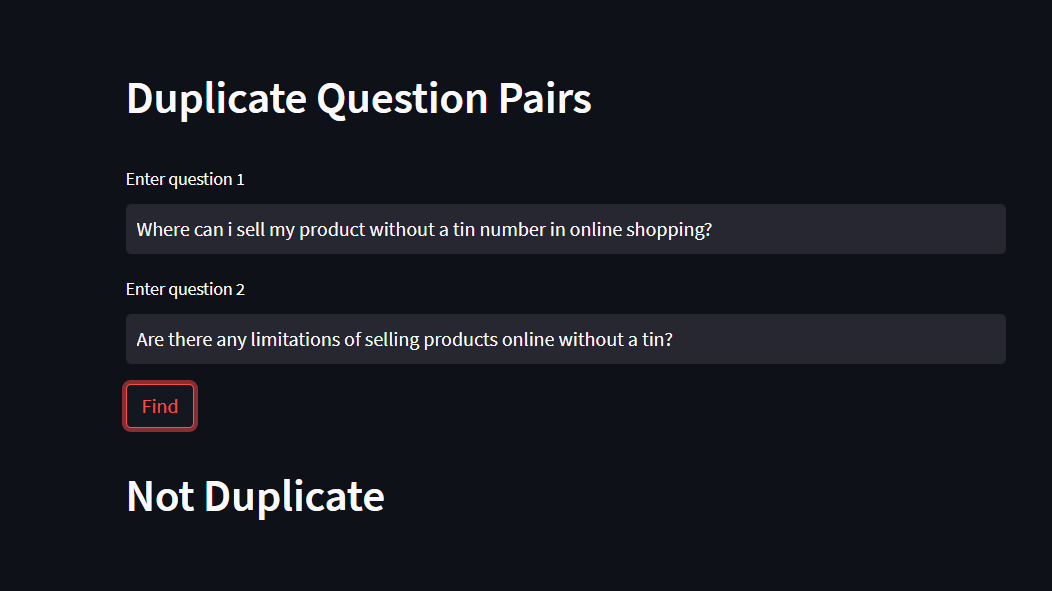 Duplicate Question Pairs
Enter question 1
Where can i sell my product without a tin number in online shopping?
Enter question 2
Are there any limitations of selling products online without a tin?
Find
Not Duplicate